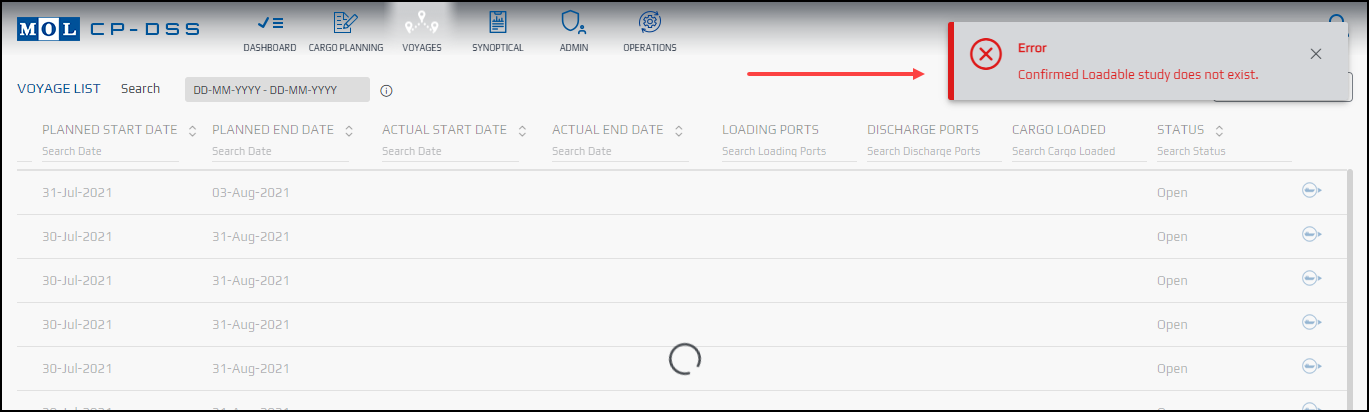 MOL CP-DSS
DASHBOARD CARGO PLANNING VOYAGES SYNOPTICAL ADMIN OPERATIONS
Error
Confirmed Loadable study does not exist.
VOYAGE LIST Search DD-MM-YYYY - DD-MM-YYYY
PLANNED START DATE PLANNED END DATE ACTUAL START DATE ACTUAL END DATE LOADING PORTS DISCHARGE PORTS CARGO LOADED STATUS
Search Date Search Date Search Date Search Date Search Loading Ports Search Discharge Ports Search Cargo Loaded Search Status
31-Jul-2021 03-Aug-2021 Open
30-Jul-2021 31-Aug-2021 Open
30-Jul-2021 31-Aug-2021 Open
30-Jul-2021 31-Aug-2021 Open
30-Jul-2021 31-Aug-2021 Open